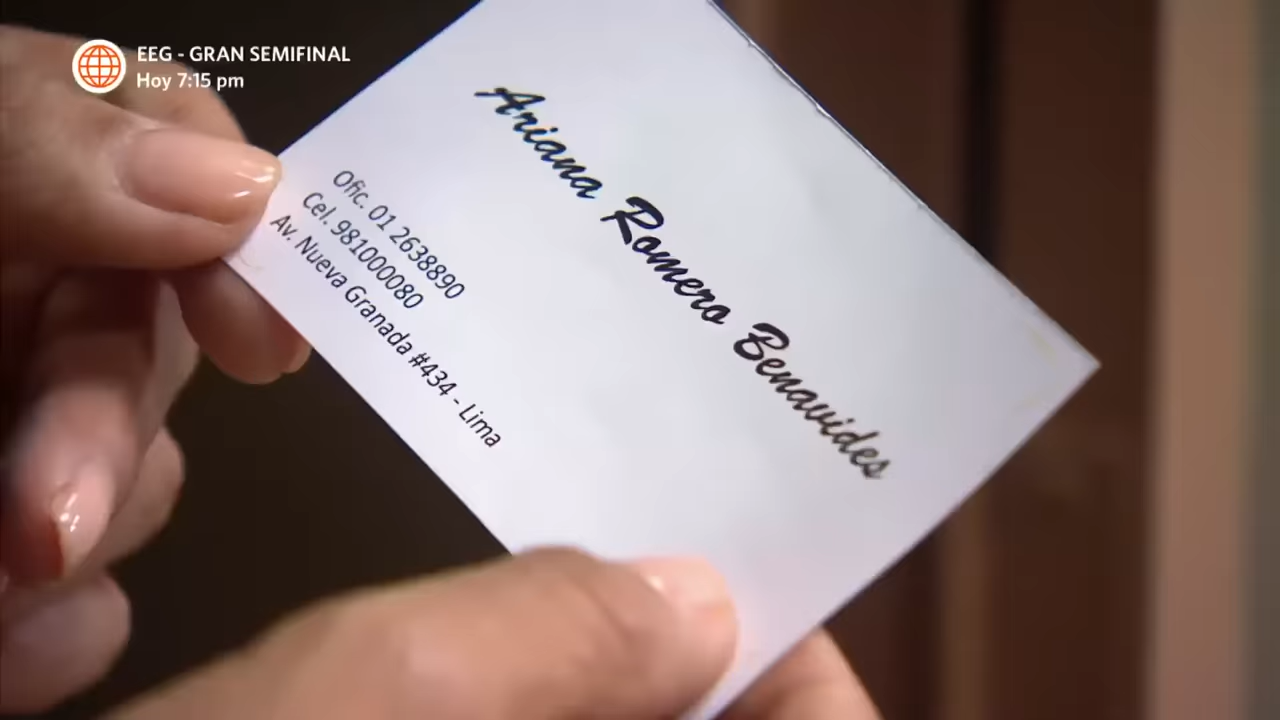 EEG - GRAN SEMIFINAL
Hoy 7:15 pm
Ariana Romero Benavides
Ofic. 01 2638890
Cel. 981000080
Av. Nueva Granada #434 - Lima